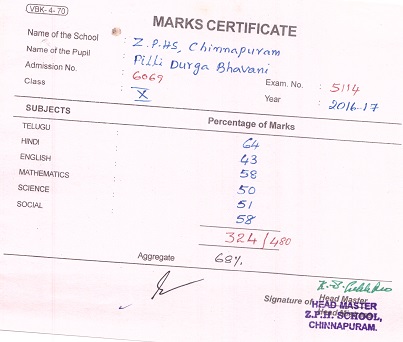 VBK- 4- 70
MARKS CERTIFICATE
Name of the School : Z.P.HS, Chinnapuram
Name of the Pupil : Pilli Durga Bhavani
Admission No. : 6069 Exam. No. : 5114
Class : X Year : 2016-17
SUBJECTS Percentage of Marks
TELUGU : 64
HINDI 43
ENGLISH 58
MATHEMATICS 50
SCIENCE 51
SOCIAL 58
324/480
Aggregate 68%
Signature of Head Master
HEAD MASTER
Z.P.H. SCHOOL,
CHINNAPURAM.